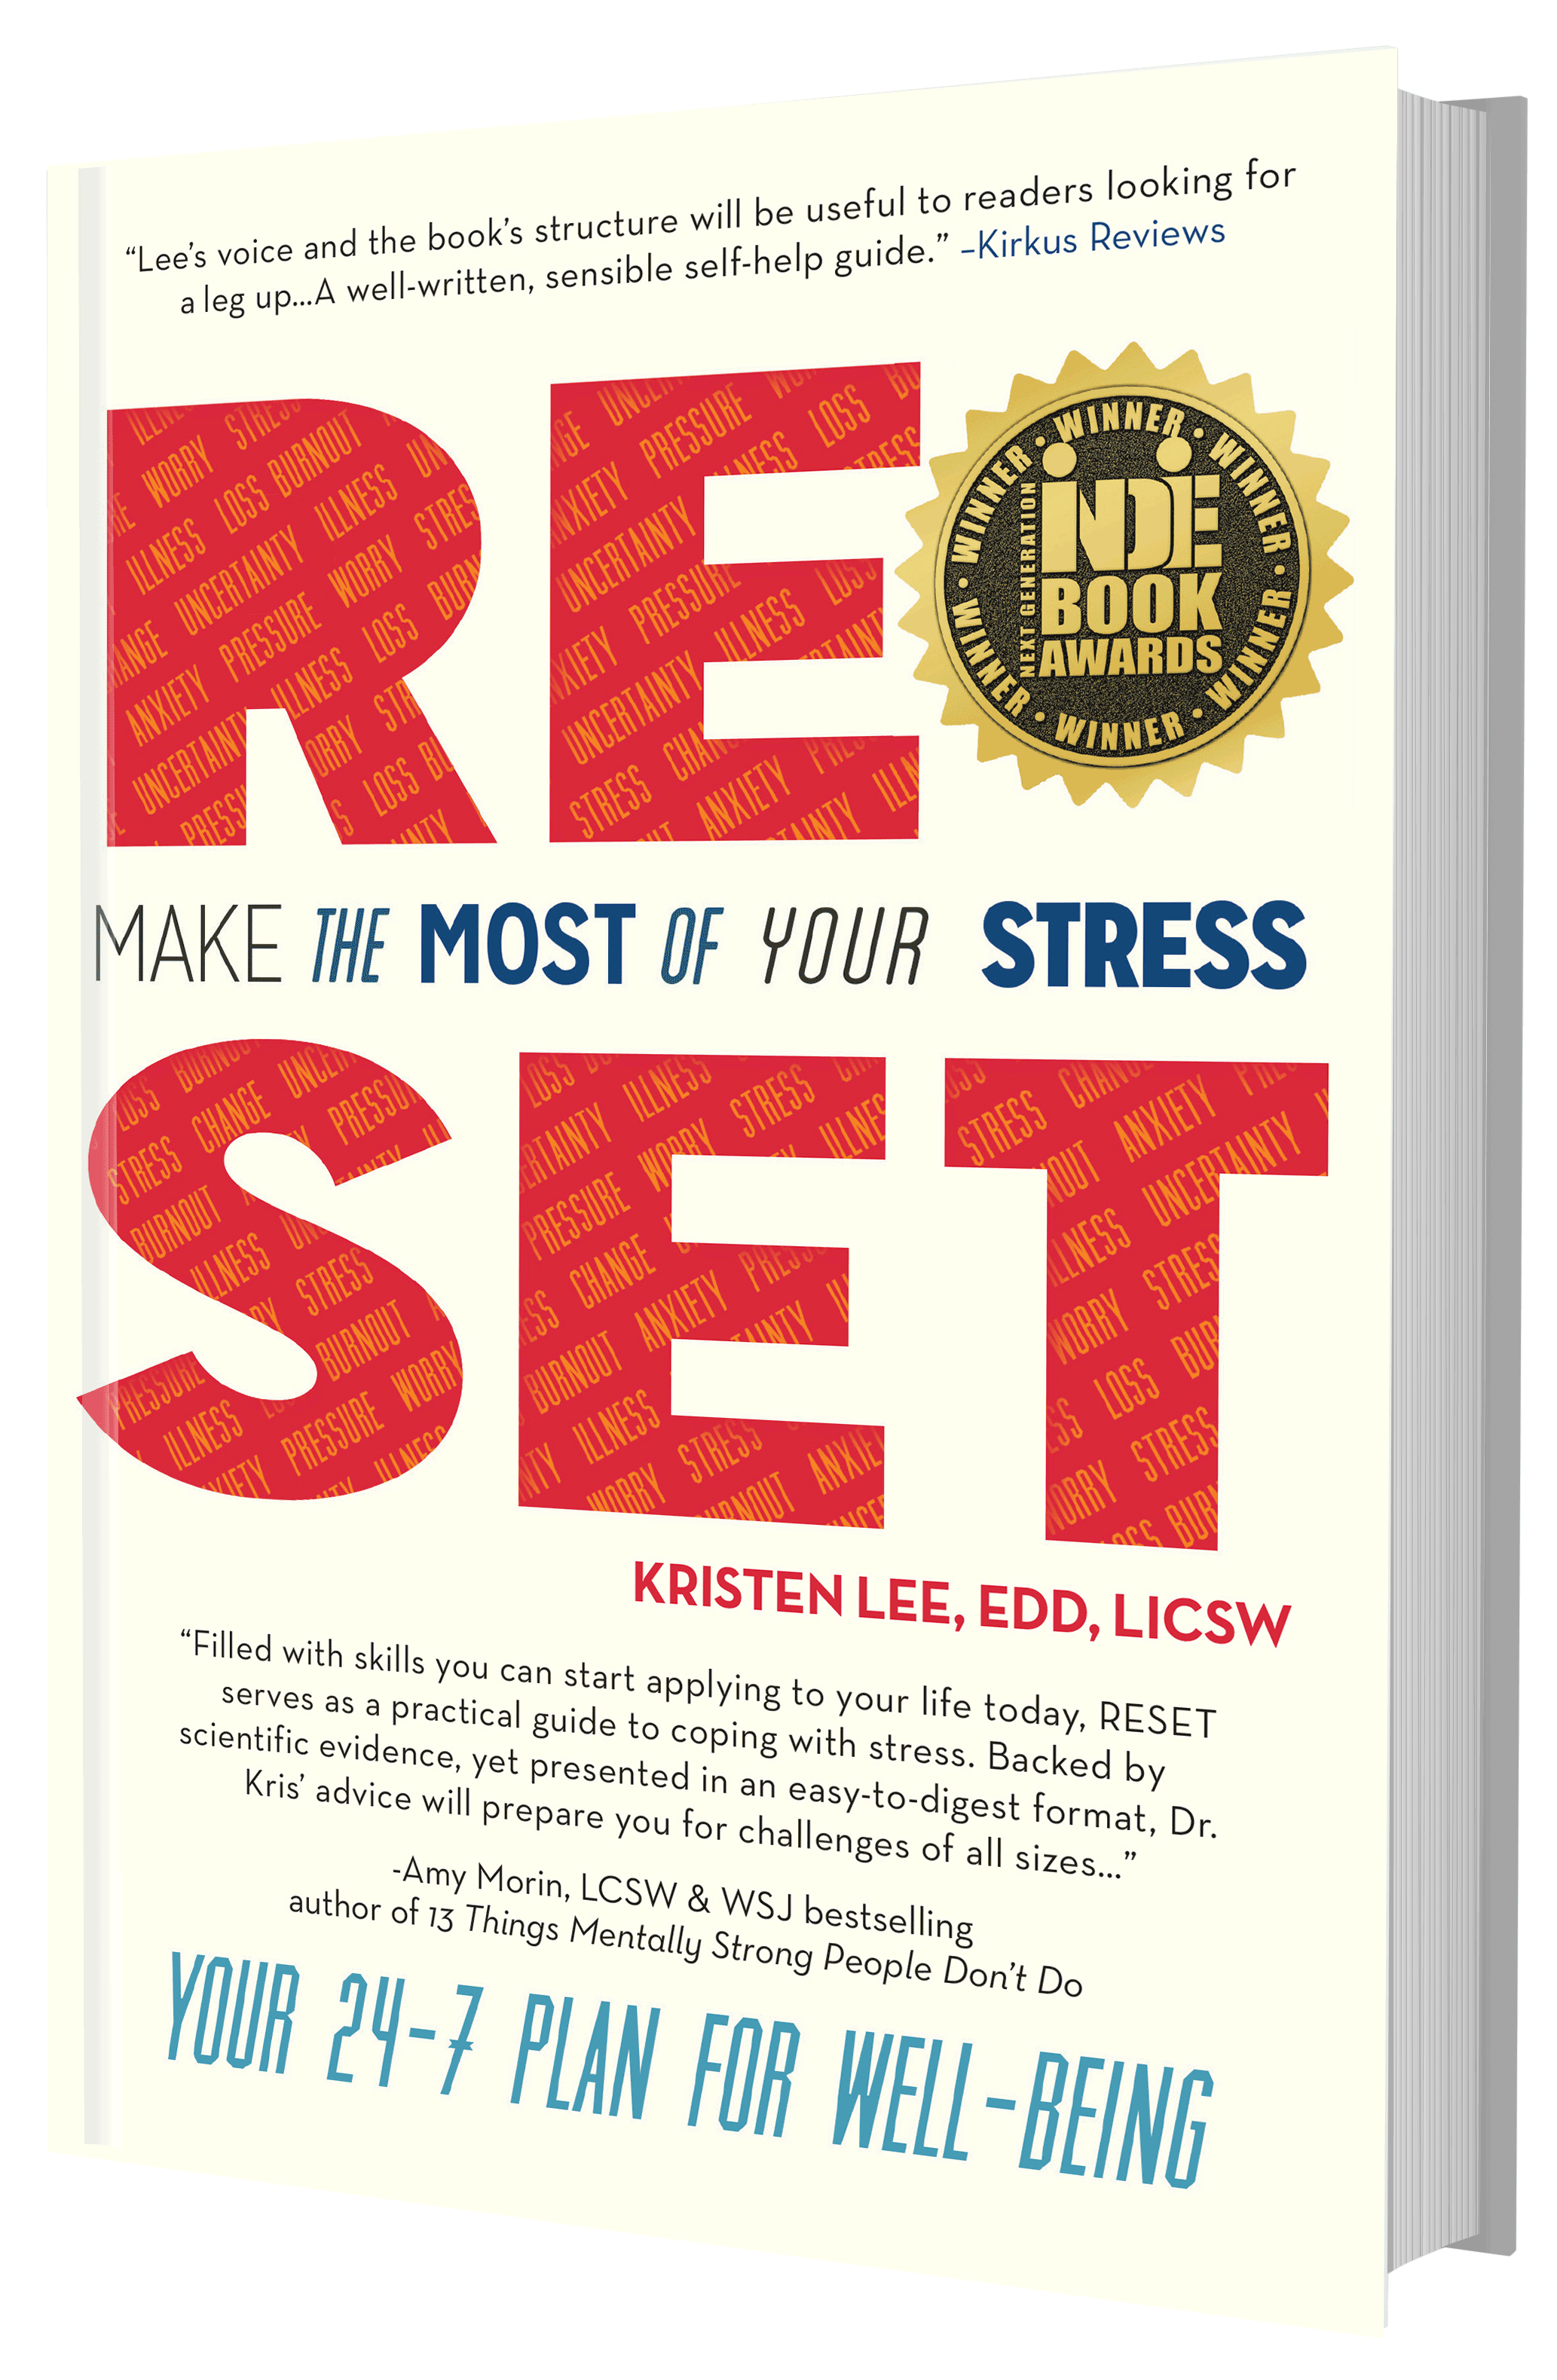 “Lee’s voice and the book’s structure will be useful to readers looking for
a leg up...A well-written, sensible self-help guide.” –Kirkus Reviews
RE
WINNER • WINNER • WINNER • WINNER • WINNER • WINNER • WINNER
NEXT GENERATION
INDIE
BOOK
AWARDS
MAKE THE MOST OF YOUR STRESS
SET
KRISTEN LEE, EDD, LICSW
“Filled with skills you can start applying to your life today, RESET
serves as a practical guide to coping with stress. Backed by
scientific evidence, yet presented in an easy-to-digest format, Dr.
Kris’ advice will prepare you for challenges of all sizes...”
-Amy Morin, LCSW & WSJ bestselling
author of 13 Things Mentally Strong People Don’t Do
YOUR 24-7 PLAN FOR WELL-BEING